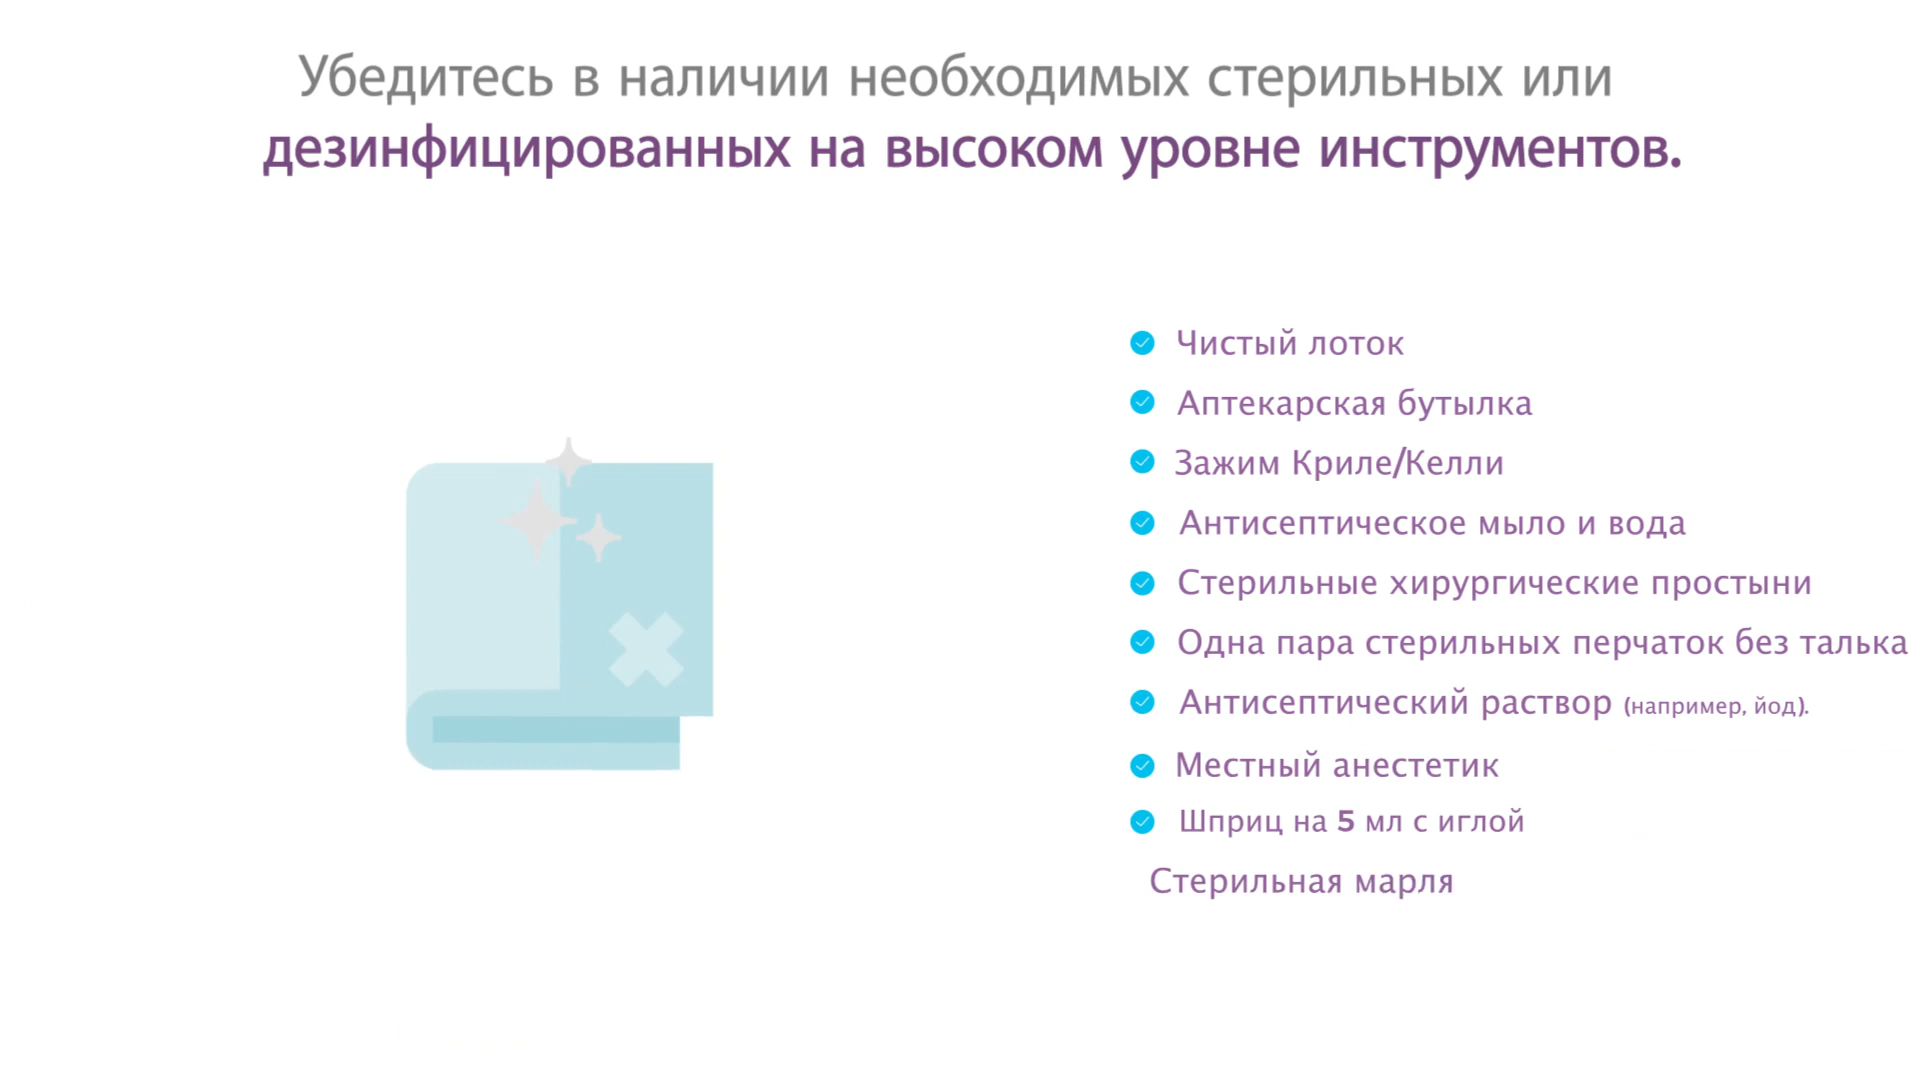 Убедитесь в наличии необходимых стерильных или
дезинфицированных на высоком уровне инструментов.
Чистый лоток
Аптекарская бутылка
Зажим Криле/Келли
Антисептическое мыло и вода
Стерильные хирургические простыни
Одна пара стерильных перчаток без талька
Антисептический раствор (например, йод).
Местный анестетик
Шприц на 5 мл с иглой
Стерильная марля